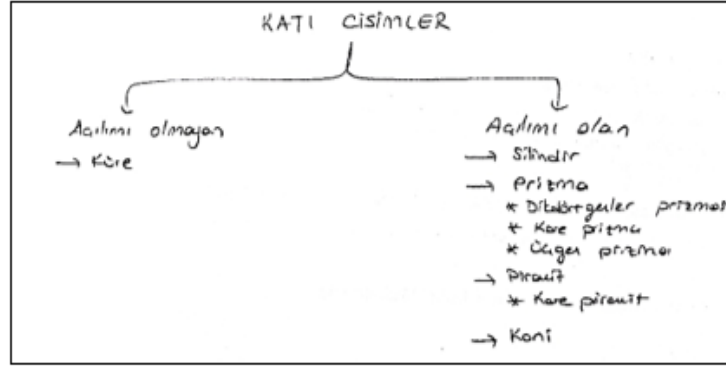 KATI CİSİMLER
Açılımı olmayan
→ Küre
Açılımı olan
→ Silindir
→ Prizma
* Dikdörtgenler prizması
* Kare prizma
* Üçgen prizma
→ Piramit
* Kare piramit
→ Koni